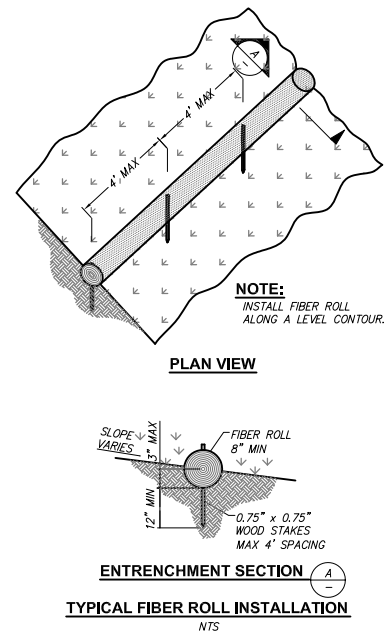 A
-
4' MAX
4' MAX
NOTE:
INSTALL FIBER ROLL
ALONG A LEVEL CONTOUR.
PLAN VIEW
SLOPE
VARIES
3" MAX
12" MIN
FIBER ROLL
8" MIN
0.75" x 0.75"
WOOD STAKES
MAX 4' SPACING
ENTRENCHMENT SECTION
A
-
TYPICAL FIBER ROLL INSTALLATION
NTS